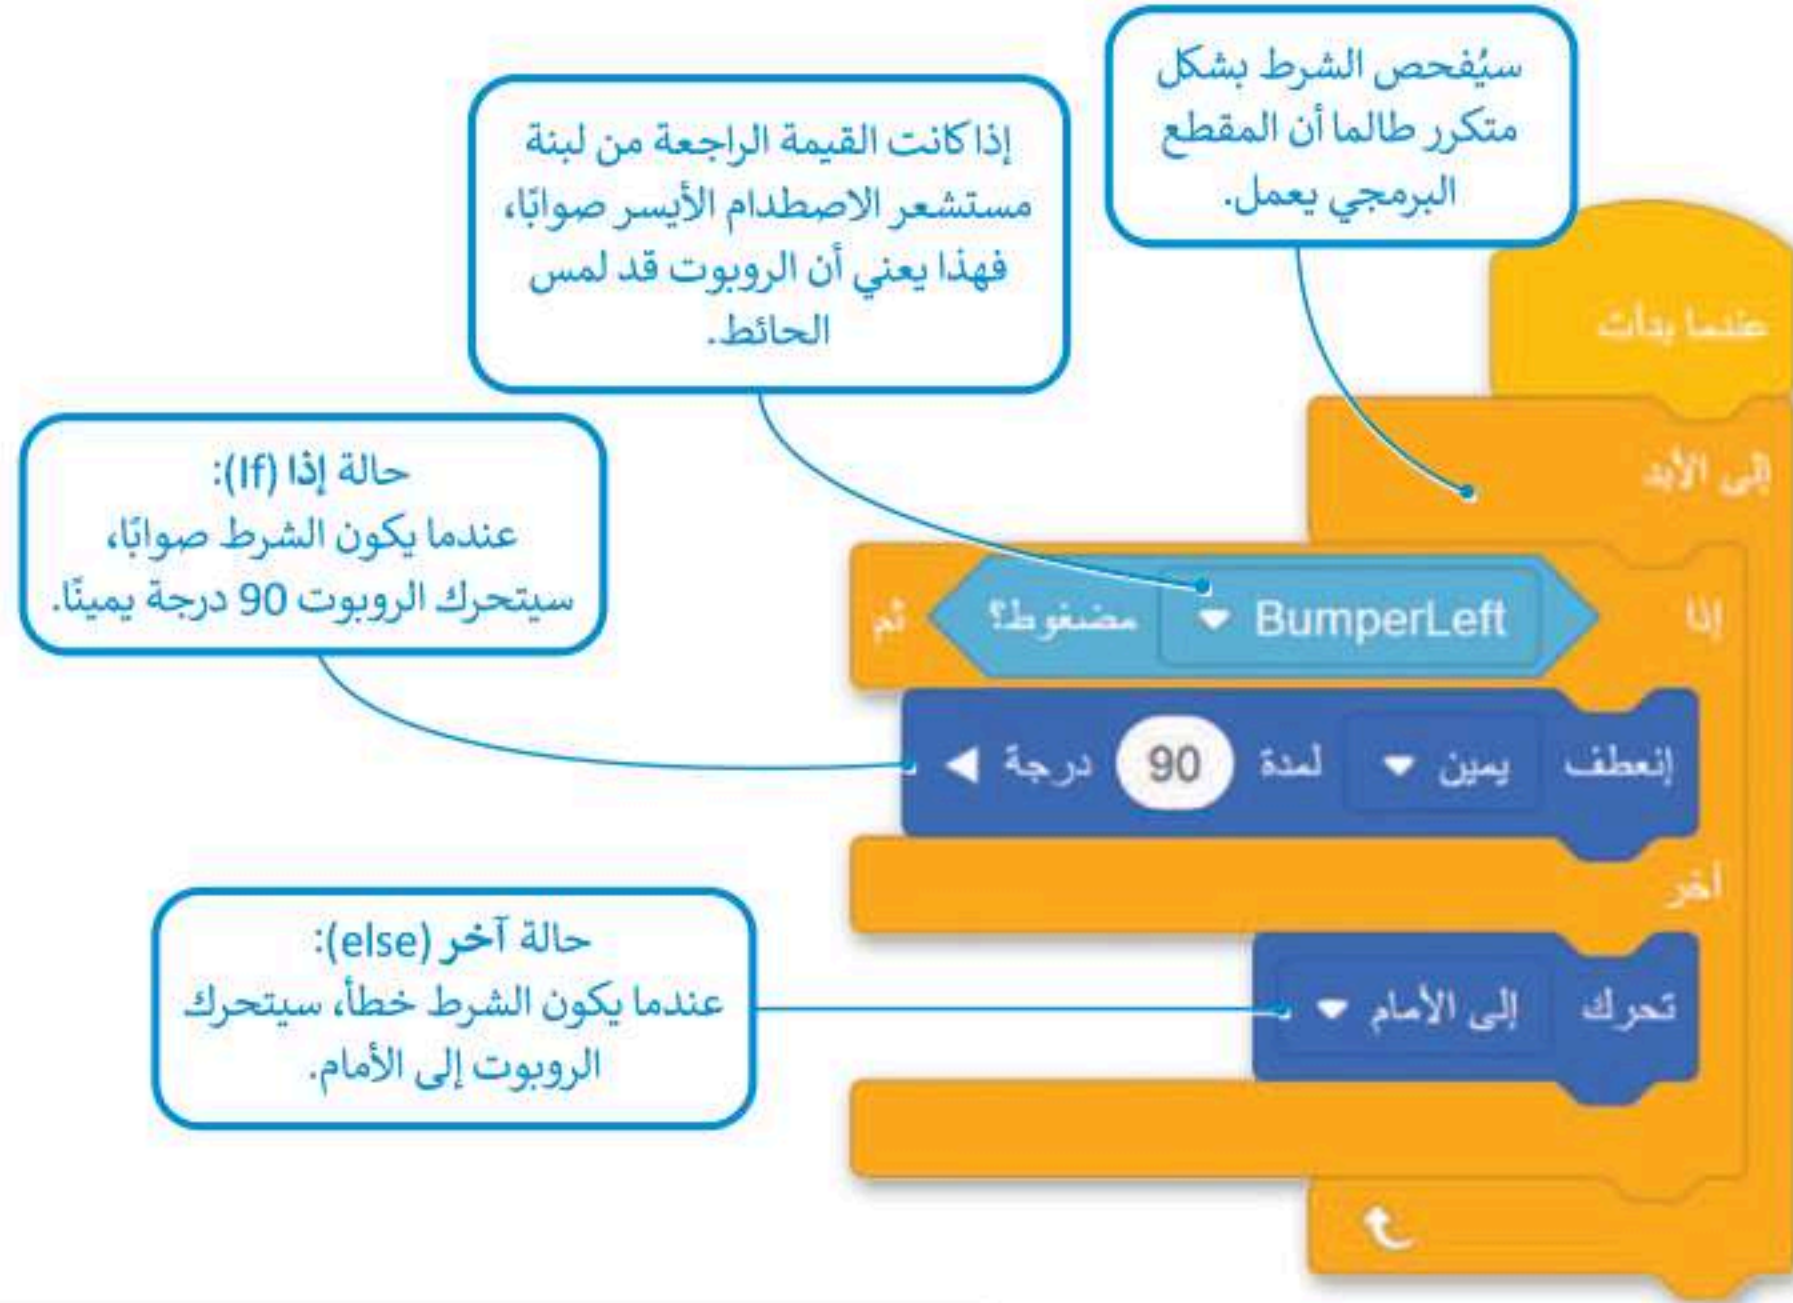 سيُفحص الشرط بشكل
متكرر طالما أن المقطع
البرمجي يعمل.
إذا كانت القيمة الراجعة من لبنة
مستشعر الاصطدام الأيسر صوابًا،
فهذا يعني أن الروبوت قد لمس
الحائط.
حالة إذا (If):
عندما يكون الشرط صوابًا،
سيتحرك الروبوت 90 درجة يمينًا.
حالة آخر (else):
عندما يكون الشرط خطأ، سيتحرك
الروبوت إلى الأمام.
عندما بدأت
إلى الأبد
إذا BumperLeft مضغوط؟ ثم
إنعطف يمين لمدة 90 درجة
آخر
تحرك إلى الأمام